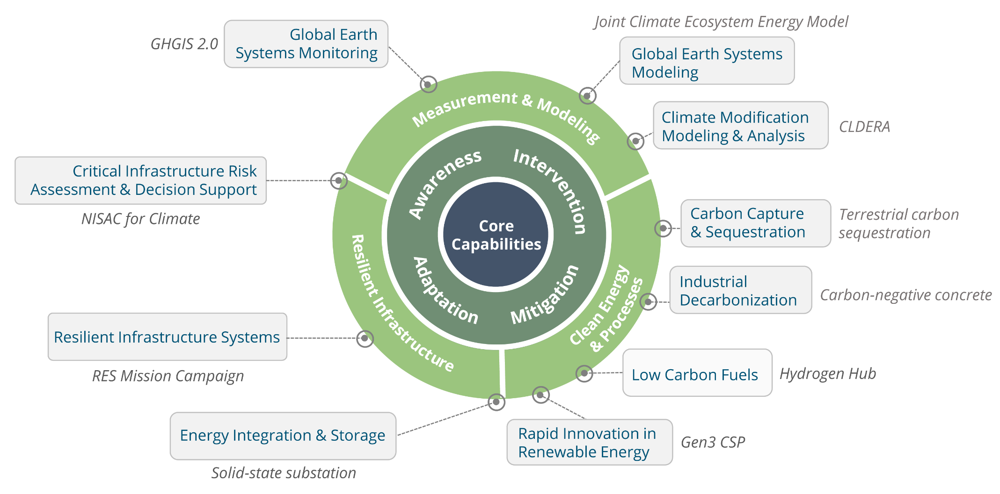 Joint Climate Ecosystem Energy Model
GHGIS 2.0
Global Earth
Systems Monitoring
Global Earth Systems
Modeling
Climate Modification
Modeling & Analysis
CLDERA
Measurement & Modeling
Awareness
Intervention
Critical Infrastructure Risk
Assessment & Decision Support
NISAC for Climate
Core
Capabilities
Carbon Capture
& Sequestration
Terrestrial carbon
sequestration
Resilient Infrastructure
Adaptation
Mitigation
Clean Energy
& Processes
Industrial
Decarbonization
Carbon-negative concrete
Resilient Infrastructure Systems
RES Mission Campaign
Low Carbon Fuels
Hydrogen Hub
Energy Integration & Storage
Solid-state substation
Rapid Innovation in
Renewable Energy
Gen3 CSP